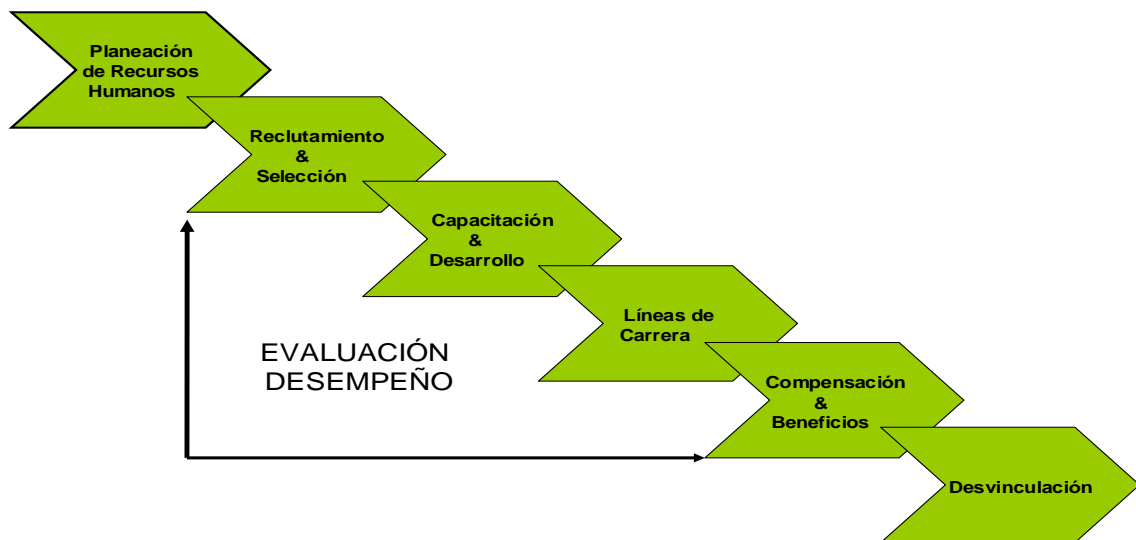 Planeación
de Recursos
Humanos
Reclutamiento
&
Selección
Capacitación
&
Desarrollo
Líneas de
Carrera
EVALUACIÓN
DESEMPEÑO
Compensación
&
Beneficios
Desvinculación